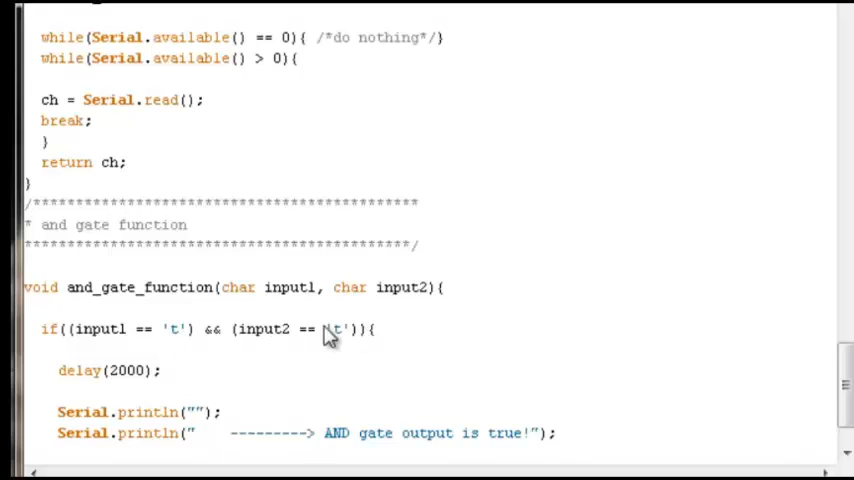 while(Serial.available() == 0){ /*do nothing*/}
while(Serial.available() > 0){
ch = Serial.read();
break;
}
return ch;
}
/*********************************************
* and gate function
*********************************************/
void and_gate_function(char input1, char input2){
if((input1 == 't') && (input2 == 't')){
delay(2000);
Serial.println("");
Serial.println("    ---------> AND gate output is true!");